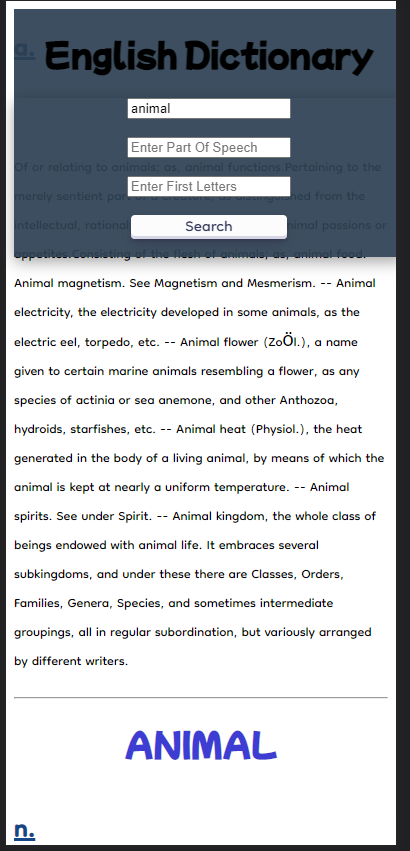 a.
English Dictionary
animal
Enter Part Of Speech
Of or relating to animals; as, animal functions.Pertaining to the
Enter First Letters
merely sentient part of a creature, as distinguished from the
intellectual, rational animal passions or
Search
appetites.Consisting of the flesh of animals; as, animal food.
Animal magnetism. See Magnetism and Mesmerism. -- Animal
electricity, the electricity developed in some animals, as the
electric eel, torpedo, etc. -- Animal flower (ZoÖl.), a name
given to certain marine animals resembling a flower, as any
species of actinia or sea anemone, and other Anthozoa,
hydroids, starfishes, etc. -- Animal heat (Physiol.), the heat
generated in the body of a living animal, by means of which the
animal is kept at nearly a uniform temperature. -- Animal
spirits. See under Spirit. -- Animal kingdom, the whole class of
beings endowed with animal life. It embraces several
subkingdoms, and under these there are Classes, Orders,
Families, Genera, Species, and sometimes intermediate
groupings, all in regular subordination, but variously arranged
by different writers.
ANIMAL
n.